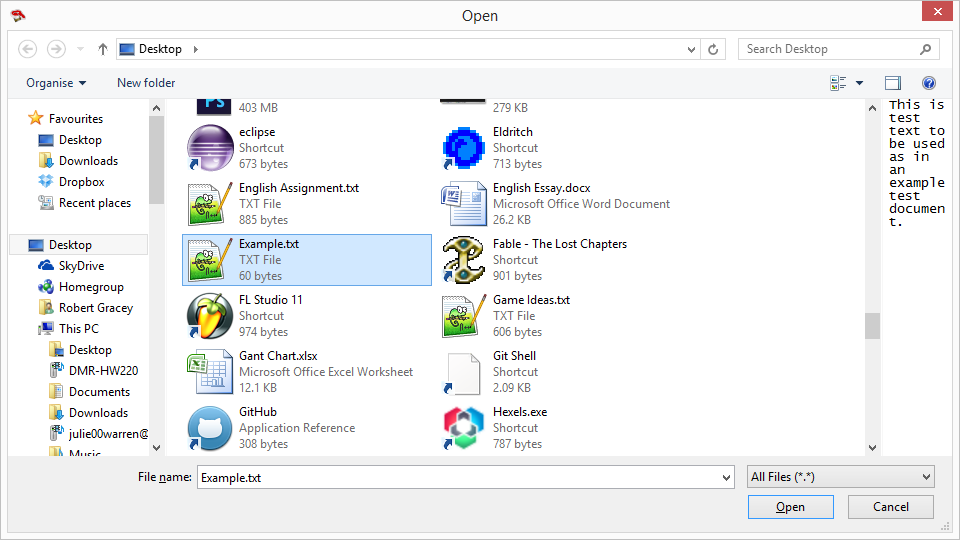 Open
Desktop
Search Desktop
Organise
New folder
Favourites
Desktop
Downloads
Dropbox
Recent places
Desktop
SkyDrive
Homegroup
Robert Gracey
This PC
Desktop
DMR-HW220
Documents
Downloads
julie00warren@
Music
PS
403 MB
279 KB
eclipse
Shortcut
673 bytes
Eldritch
Shortcut
713 bytes
English Assignment.txt
TXT File
885 bytes
English Essay.docx
Microsoft Office Word Document
26.2 KB
Example.txt
TXT File
60 bytes
Fable - The Lost Chapters
Shortcut
901 bytes
FL Studio 11
Shortcut
974 bytes
Game Ideas.txt
TXT File
606 bytes
Gant Chart.xlsx
Microsoft Office Excel Worksheet
12.1 KB
Git Shell
Shortcut
2.09 KB
GitHub
Application Reference
308 bytes
Hexels.exe
Shortcut
787 bytes
This is
test
text to
be used
as in
an
example
test
documen
t.
File name:
Example.txt
All Files (*.*)
Open
Cancel